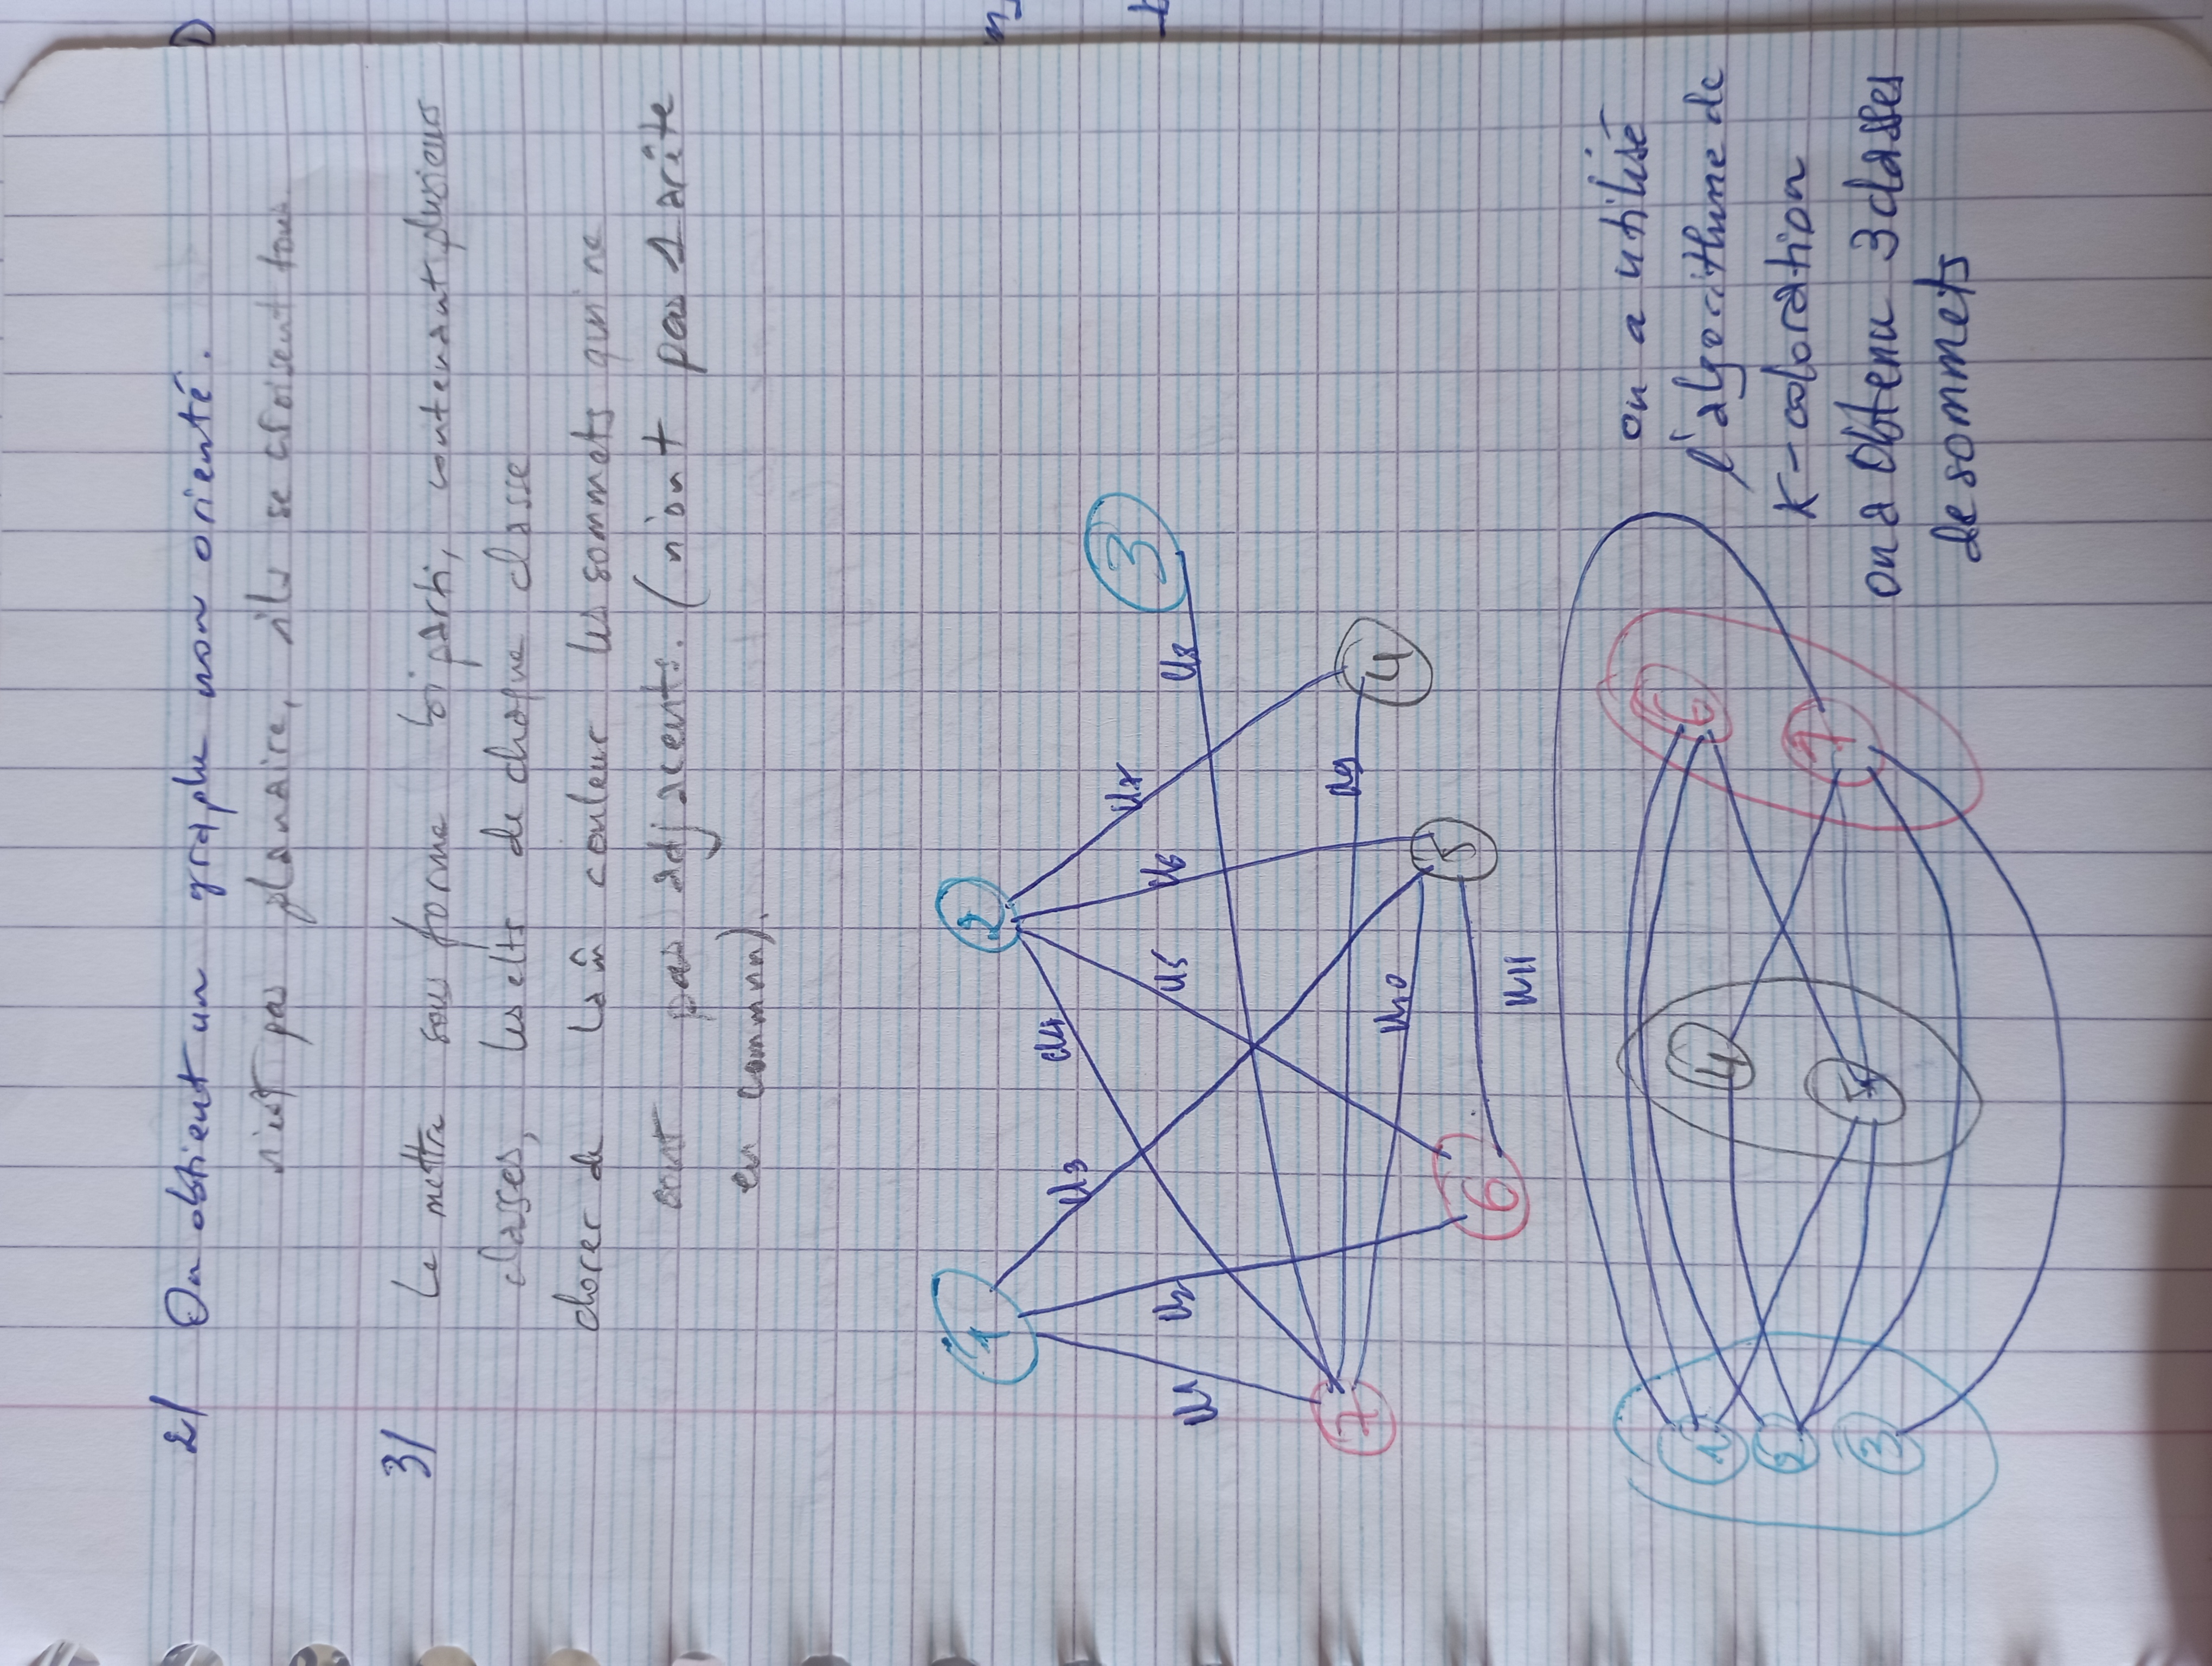 2/ On obtient un graphe non orienté.
n'est pas planaire, ils se croisent tous.
3/ Le mettre sous forme biparti, contenant plusieurs
classes, les elts de chaque classe
clorer de la m̂ couleur les sommets qui ne
sont pas adjacents. (n'ont pas 1 arête
en commun).
1 2
u3 u4
3
u7
u1 u2 u5 u6 u8
7 u9
u10 4
6 5
u11
on a utilisé
1 4 6 l'algorithme de
2 K-coloration
3 5 7 on a obtenu 3 classes
de sommets